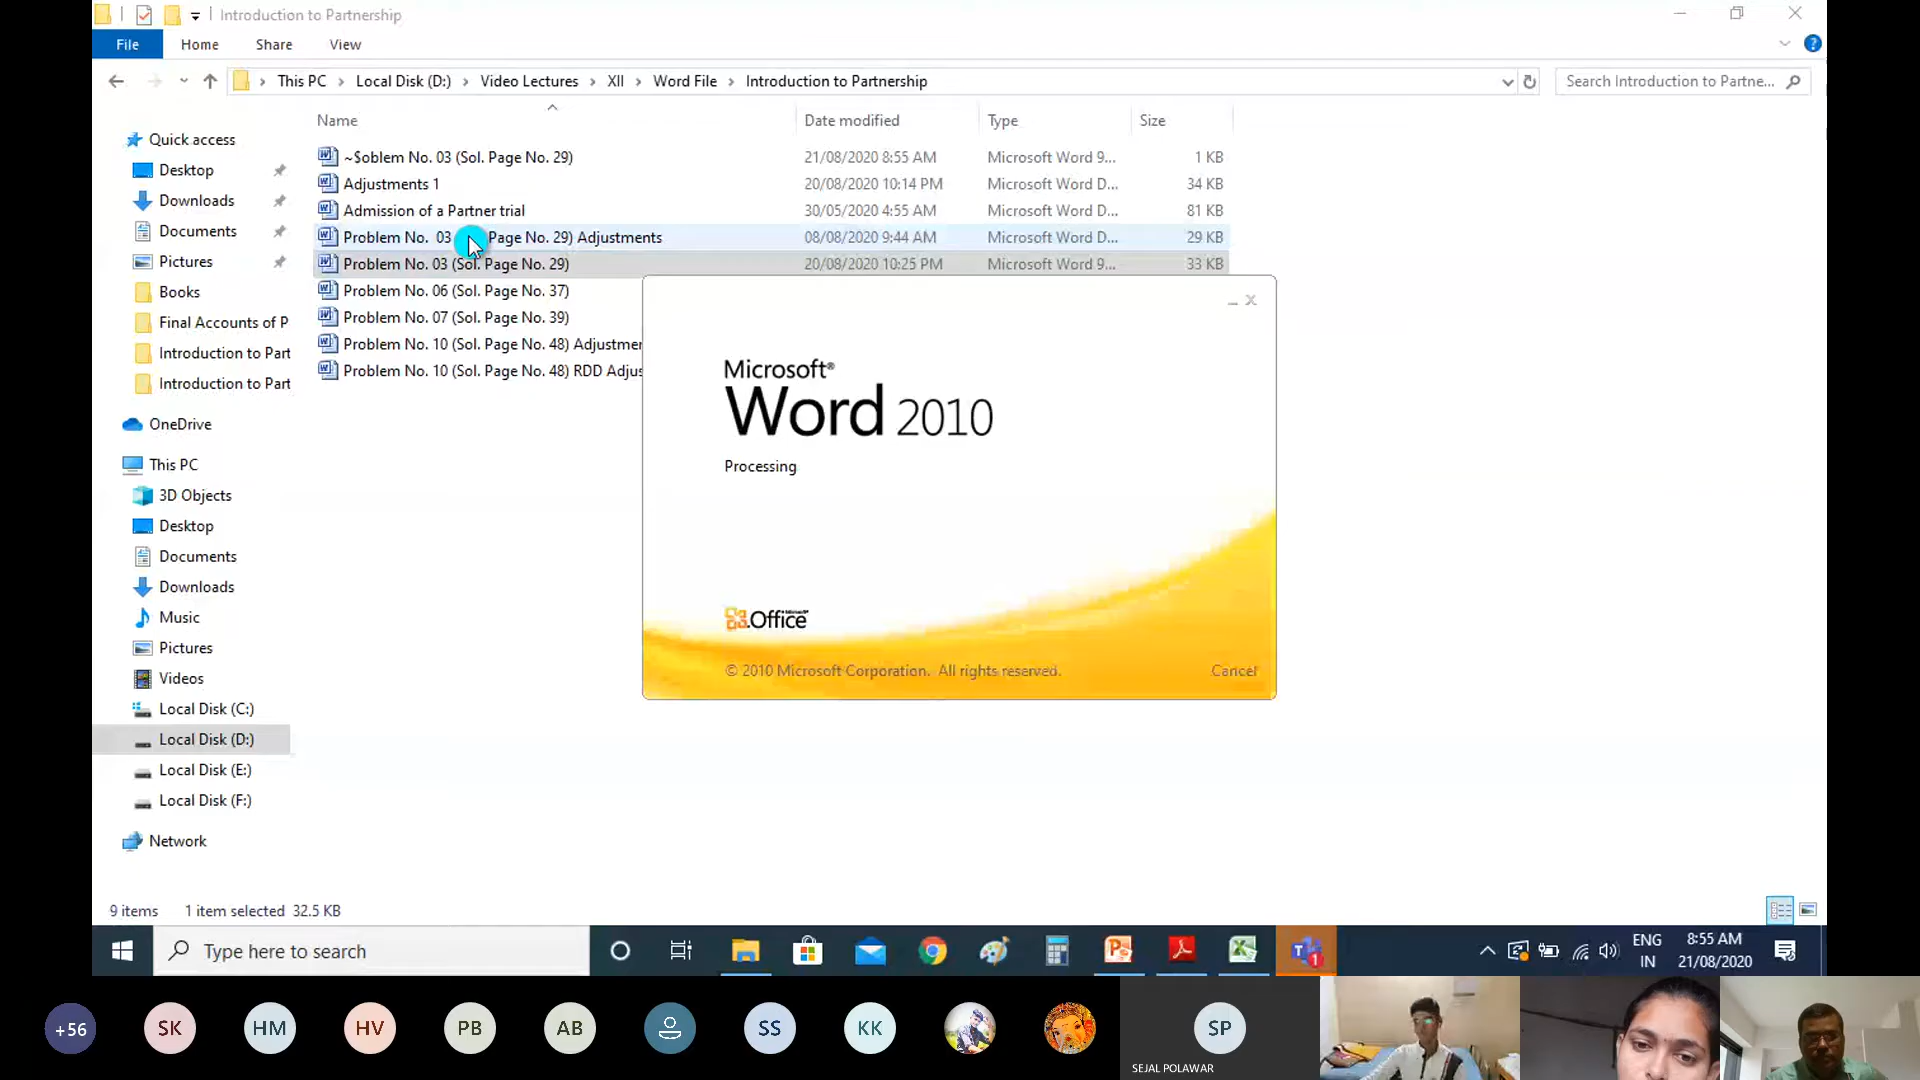 Introduction to Partnership
File Home Share View
This PC Local Disk (D:) Video Lectures XII Word File Introduction to Partnership
Search Introduction to Partne...
Name Date modified Type Size
~$oblem No. 03 (Sol. Page No. 29) 21/08/2020 8:55 AM Microsoft Word 9... 1 KB
Adjustments 1 20/08/2020 10:14 PM Microsoft Word D... 34 KB
Admission of a Partner trial 30/05/2020 4:55 AM Microsoft Word D... 81 KB
Problem No. 03 Page No. 29) Adjustments 08/08/2020 9:44 AM Microsoft Word D... 29 KB
Problem No. 03 (Sol. Page No. 29) 20/08/2020 10:25 PM Microsoft Word 9... 33 KB
Problem No. 06 (Sol. Page No. 37)
Problem No. 07 (Sol. Page No. 39)
Problem No. 10 (Sol. Page No. 48) Adjustmer
Problem No. 10 (Sol. Page No. 48) RDD Adjus
Quick access
Desktop
Downloads
Documents
Pictures
Books
Final Accounts of P
Introduction to Part
Introduction to Part
OneDrive
This PC
3D Objects
Desktop
Documents
Downloads
Music
Pictures
Videos
Local Disk (C:)
Local Disk (D:)
Local Disk (E:)
Local Disk (F:)
Network
Microsoft®
Word 2010
Processing
Office
© 2010 Microsoft Corporation. All rights reserved.
Cancel
9 items 1 item selected 32.5 KB
Type here to search
ENG
IN
8:55 AM
21/08/2020
+56 SK HM HV PB AB SS KK SP
SEJAL POLAWAR